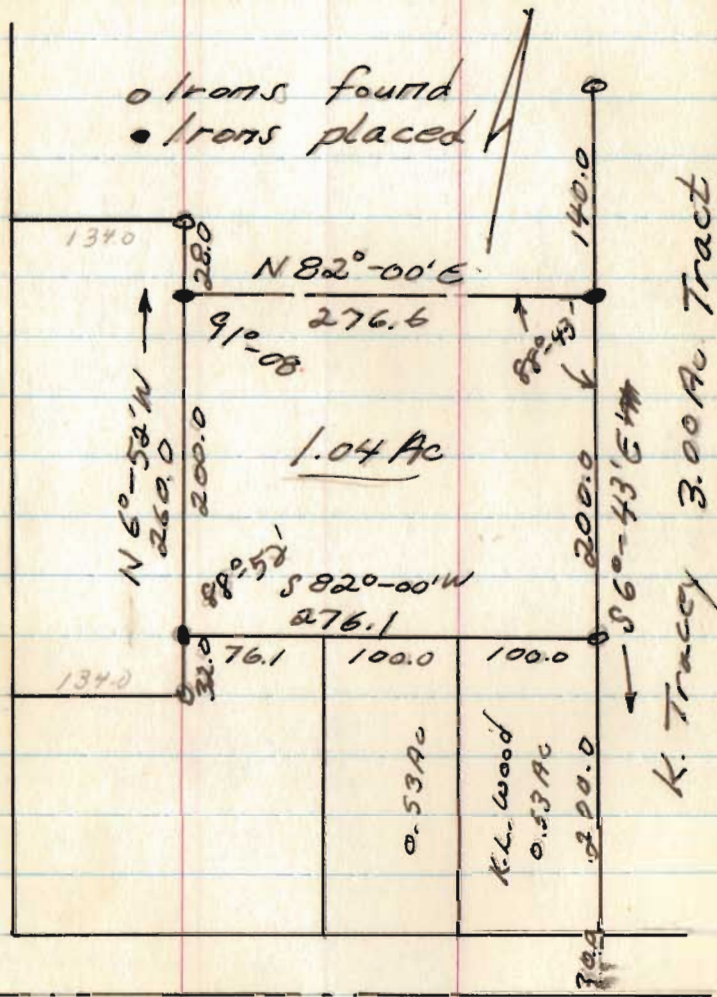 o Irons found
• Irons placed
134.0
28.0
140.0
N 82°-00' E
276.6
91°-08
88°-43'
N 6°-52' W
260.0
200.0
1.04 Ac
200.0
S 6°-43' E
K. Tracey 3.00 Ac. Tract
88°-52'
S 82°-00' W
276.1
76.1
100.0
100.0
32.0
134.0
0.53 Ac
K.L. Wood
0.53 Ac
200.0
30.0